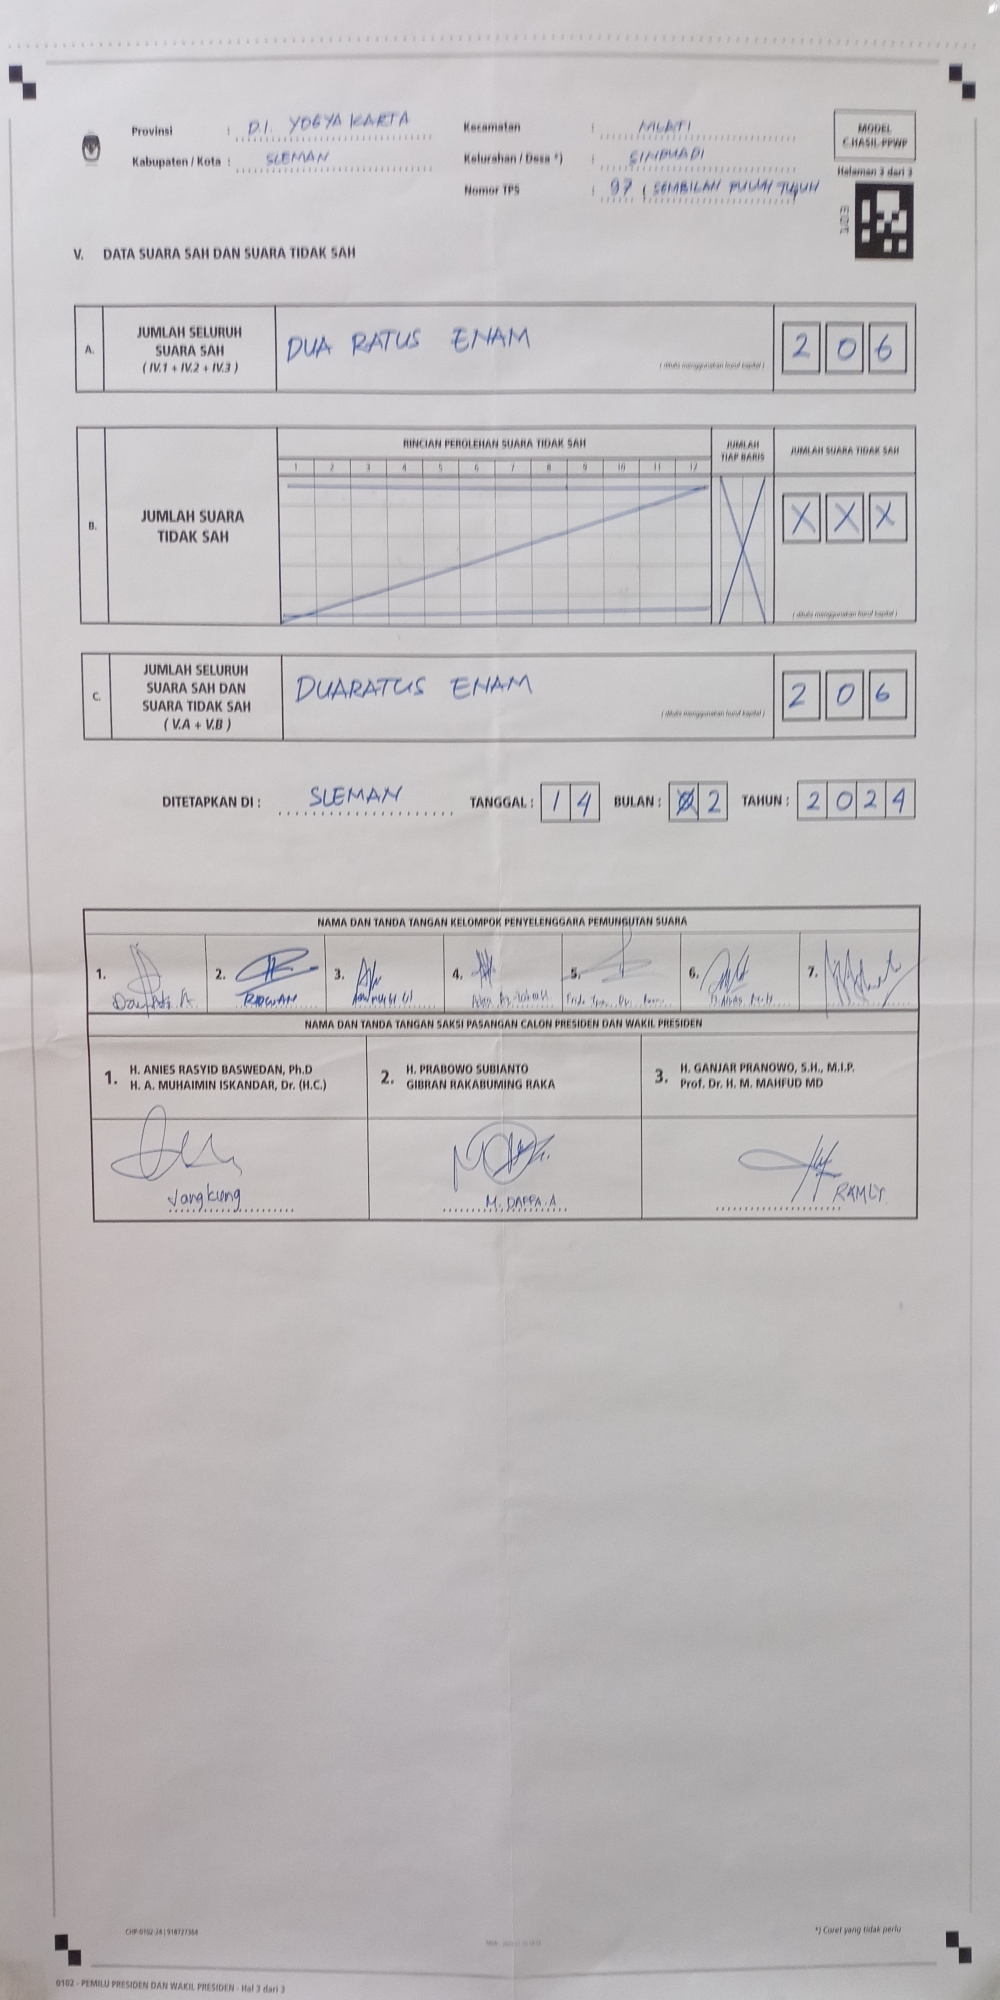 Provinsi : D.I. YOGYAKARTA
Kabupaten / Kota : SLEMAN
Kecamatan : MLATI
Kelurahan / Desa *) : SINDUADI
Nomor TPS : 97 ( SEMBILAN PULUH TUJUH
MODEL
C.HASIL-PPWP
Halaman 3 dari 3
V. DATA SUARA SAH DAN SUARA TIDAK SAH
A. JUMLAH SELURUH
SUARA SAH
( IV.1 + IV.2 + IV.3 )
DUA RATUS ENAM
( ditulis menggunakan huruf kapital )
2 0 6
B. JUMLAH SUARA
TIDAK SAH
RINCIAN PEROLEHAN SUARA TIDAK SAH
1 2 3 4 5 6 7 8 9 10 11 12
JUMLAH
TIAP BARIS
JUMLAH SUARA TIDAK SAH
X X X
( ditulis menggunakan huruf kapital )
C. JUMLAH SELURUH
SUARA SAH DAN
SUARA TIDAK SAH
( V.A + V.B )
DUARATUS ENAM
( ditulis menggunakan huruf kapital )
2 0 6
DITETAPKAN DI : SLEMAN TANGGAL : 1 4 BULAN : 2 TAHUN : 2 0 2 4
NAMA DAN TANDA TANGAN KELOMPOK PENYELENGGARA PEMUNGUTAN SUARA
1. 2. 3. 4. 5. 6. 7.
RIDWAN
NAMA DAN TANDA TANGAN SAKSI PASANGAN CALON PRESIDEN DAN WAKIL PRESIDEN
1. H. ANIES RASYID BASWEDAN, Ph.D
H. A. MUHAIMIN ISKANDAR, Dr. (H.C.)
2. H. PRABOWO SUBIANTO
GIBRAN RAKABUMING RAKA
3. H. GANJAR PRANOWO, S.H., M.I.P.
Prof. Dr. H. M. MAHFUD MD
M. DAFFA.A
RAMLY
CHP-0102-34 | 918727364
*) Coret yang tidak perlu
0102 - PEMILU PRESIDEN DAN WAKIL PRESIDEN - Hal 3 dari 3